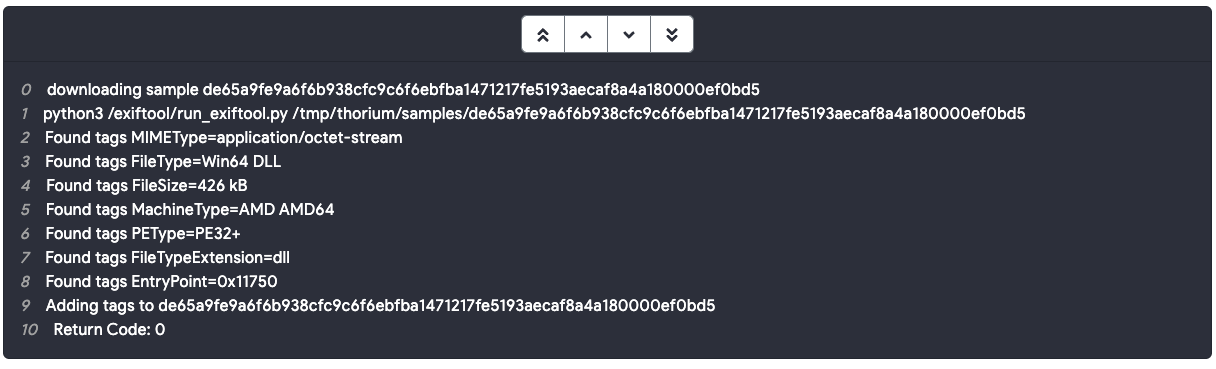 0 downloading sample de65a9fe9a6f6b938cfc9c6f6ebfba1471217fe5193aecaf8a4a180000ef0bd5
1 python3 /exiftool/run_exiftool.py /tmp/thorium/samples/de65a9fe9a6f6b938cfc9c6f6ebfba1471217fe5193aecaf8a4a180000ef0bd5
2 Found tags MIMEType=application/octet-stream
3 Found tags FileType=Win64 DLL
4 Found tags FileSize=426 kB
5 Found tags MachineType=AMD AMD64
6 Found tags PEType=PE32+
7 Found tags FileTypeExtension=dll
8 Found tags EntryPoint=0x11750
9 Adding tags to de65a9fe9a6f6b938cfc9c6f6ebfba1471217fe5193aecaf8a4a180000ef0bd5
10 Return Code: 0